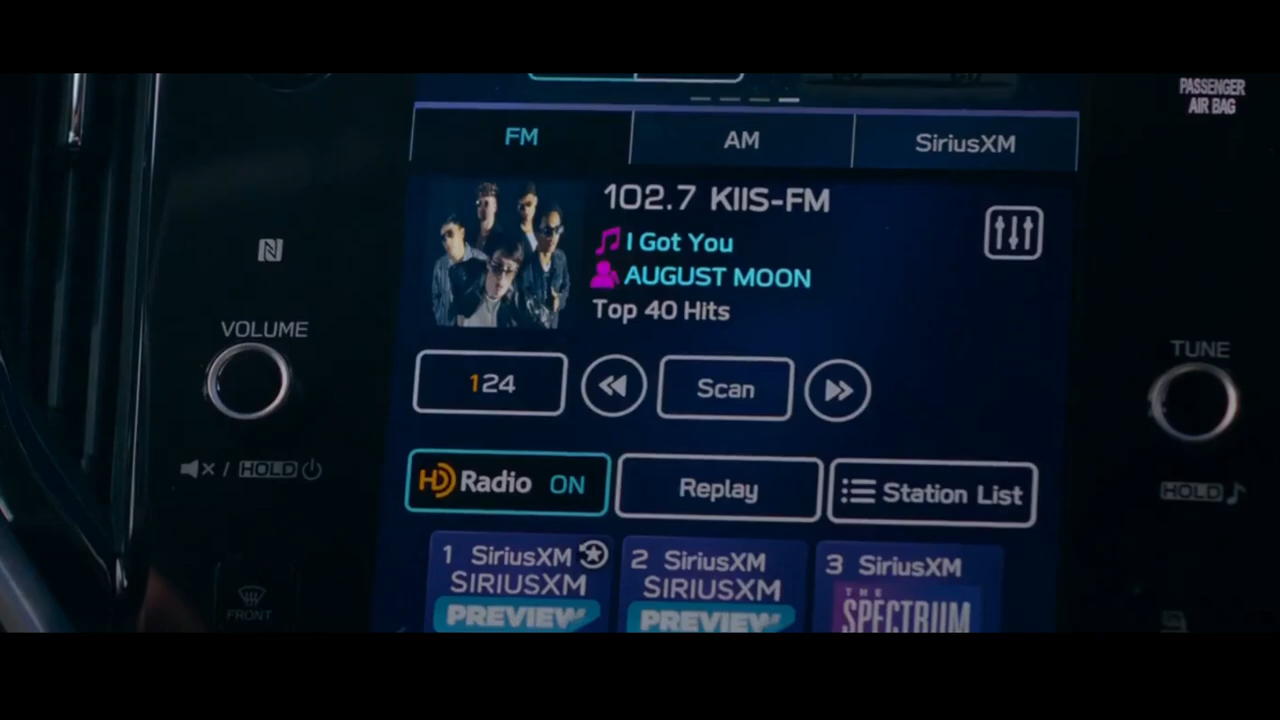 PASSENGER
AIR BAG
FM
AM
SiriusXM
102.7 KIIS-FM
I Got You
AUGUST MOON
Top 40 Hits
VOLUME
TUNE
124
Scan
HD Radio ON
Replay
Station List
/ HOLD
HOLD
1 SiriusXM
SIRIUSXM
PREVIEW
2 SiriusXM
SIRIUSXM
PREVIEW
3 SiriusXM
THE
SPECTRUM
FRONT